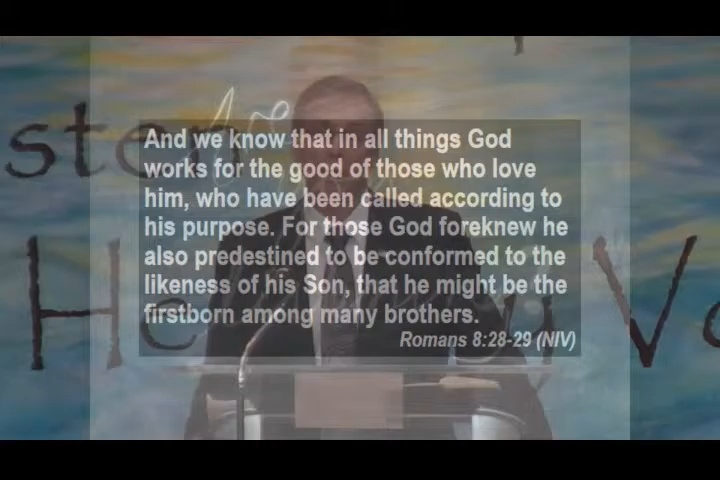 And we know that in all things God
works for the good of those who love
him, who have been called according to
his purpose. For those God foreknew he
also predestined to be conformed to the
likeness of his Son, that he might be the
firstborn among many brothers.
Romans 8:28-29 (NIV)